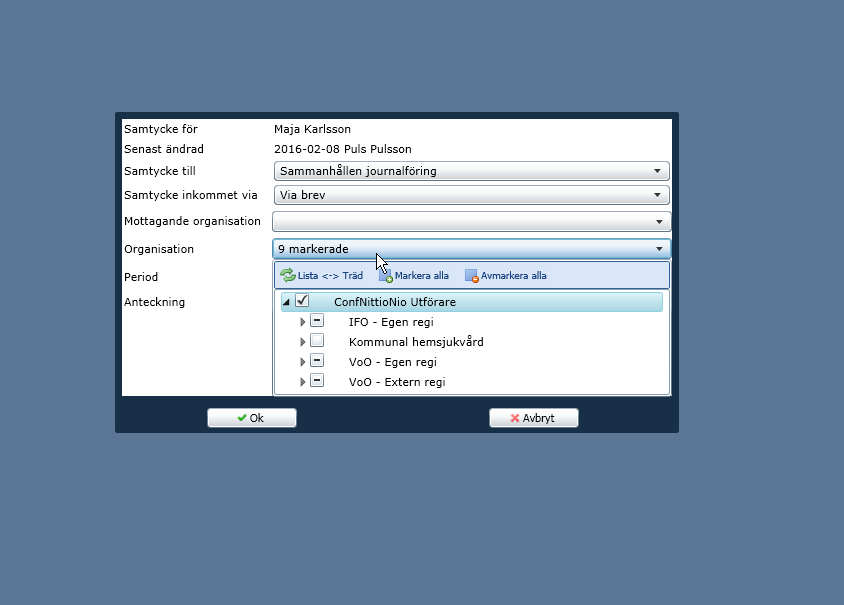 Samtycke för Maja Karlsson
Senast ändrad 2016-02-08 Puls Pulsson
Samtycke till Sammanhållen journalföring
Samtycke inkommet via Via brev
Mottagande organisation
Organisation 9 markerade
Period Lista <-> Träd Markera alla Avmarkera alla
Anteckning ConfNittioNio Utförare
IFO - Egen regi
Kommunal hemsjukvård
VoO - Egen regi
VoO - Extern regi
Ok Avbryt